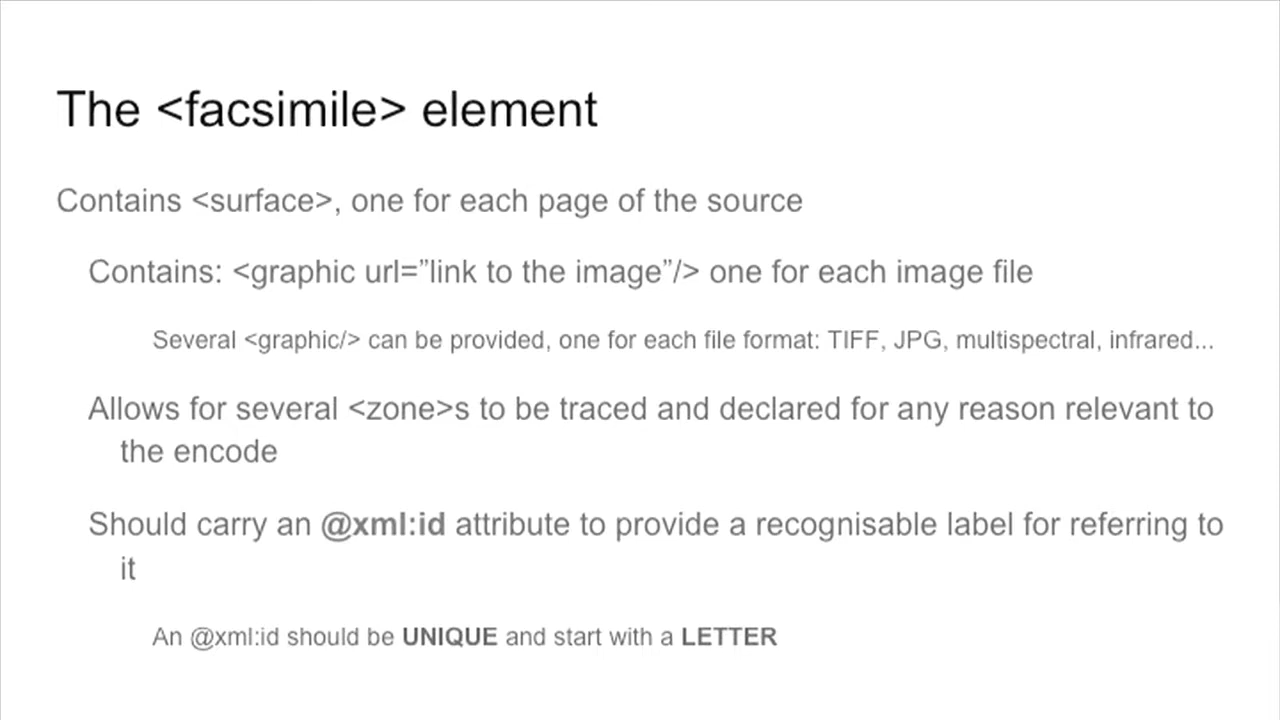 The <facsimile> element
Contains <surface>, one for each page of the source
Contains: <graphic url=”link to the image”/> one for each image file
Several <graphic/> can be provided, one for each file format: TIFF, JPG, multispectral, infrared...
Allows for several <zone>s to be traced and declared for any reason relevant to
the encode
Should carry an @xml:id attribute to provide a recognisable label for referring to
it
An @xml:id should be UNIQUE and start with a LETTER